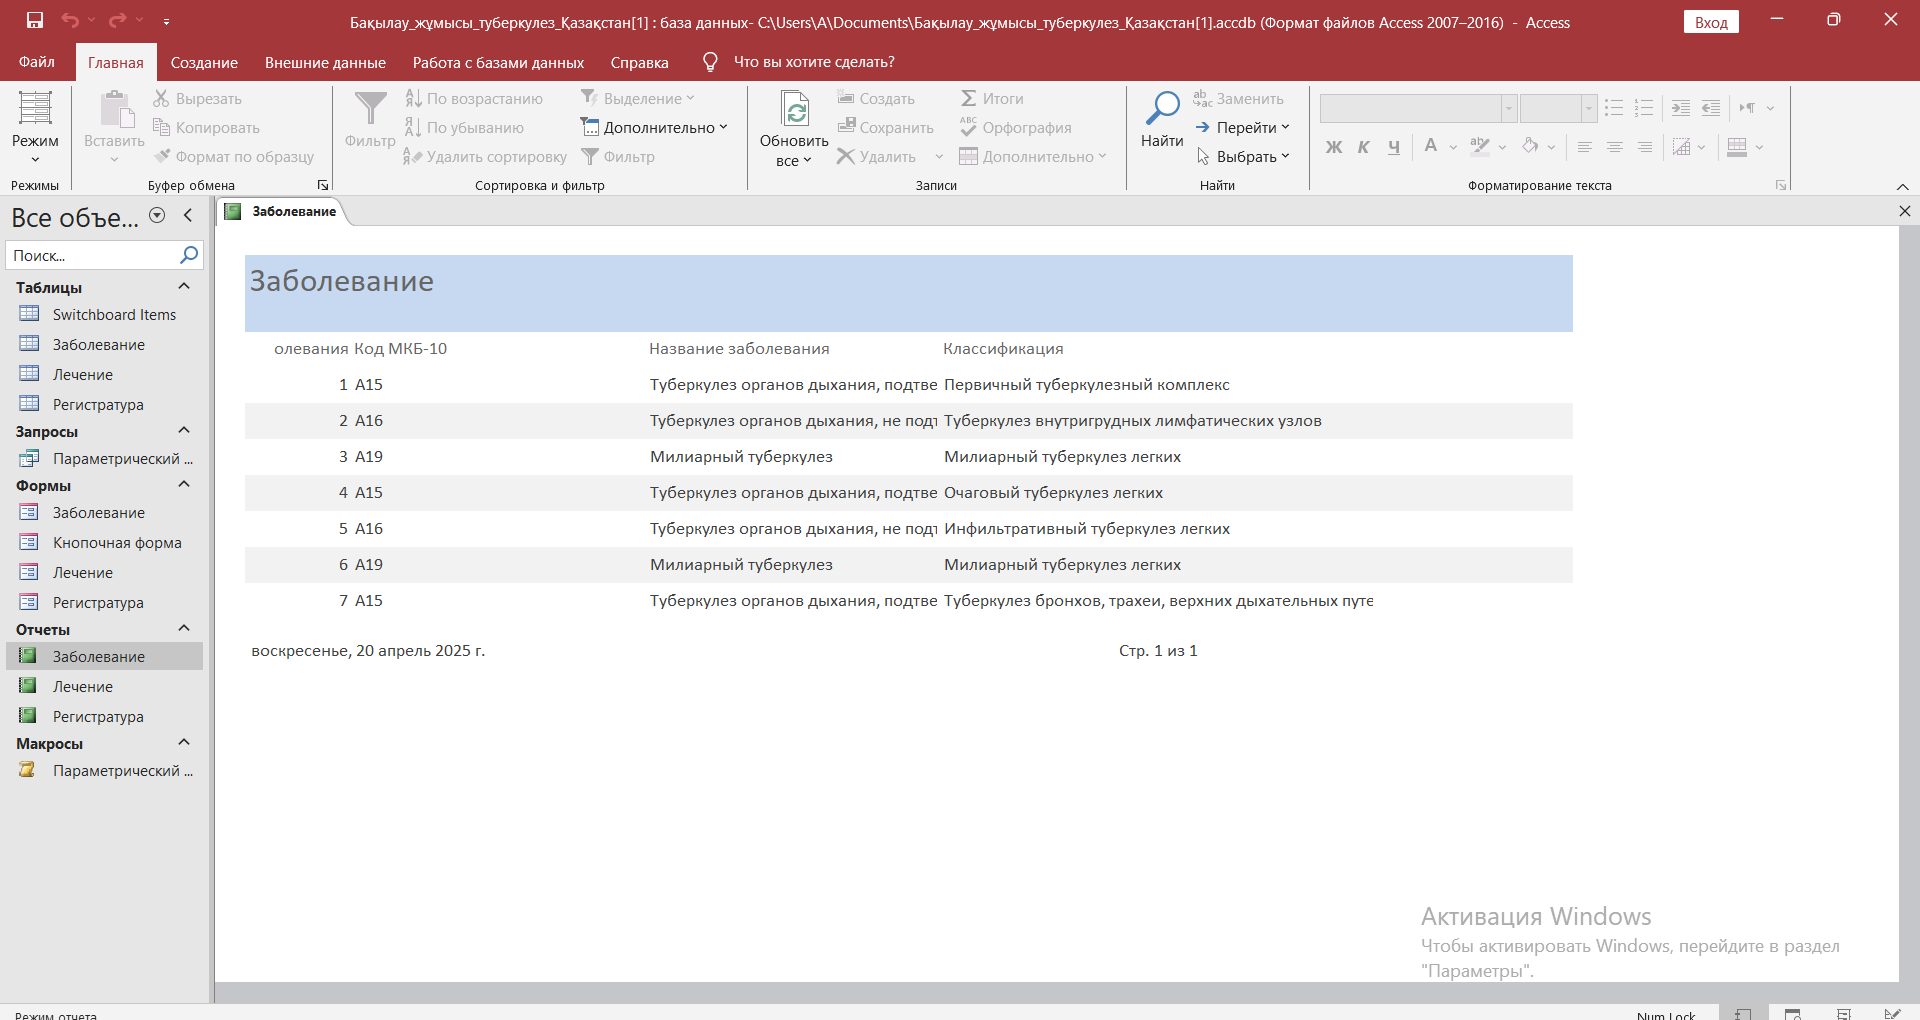 Бақылау_жұмысы_туберкулез_Қазақстан[1] : база данных- C:\Users\A\Documents\Бақылау_жұмысы_туберкулез_Қазақстан[1].accdb (Формат файлов Access 2007–2016) - Access
Вход
Файл Главная Создание Внешние данные Работа с базами данных Справка Что вы хотите сделать?
Режим
Режимы
Вставить
Вырезать
Копировать
Формат по образцу
Буфер обмена
Фильтр
По возрастанию
По убыванию
Удалить сортировку
Выделение
Дополнительно
Фильтр
Сортировка и фильтр
Обновить
все
Создать
Сохранить
Удалить
Итоги
Орфография
Дополнительно
Записи
Найти
Заменить
Перейти
Выбрать
Найти
Ж К Ч А
Форматирование текста
Все объе...
Поиск...
Таблицы
Switchboard Items
Заболевание
Лечение
Регистратура
Запросы
Параметрический ...
Формы
Заболевание
Кнопочная форма
Лечение
Регистратура
Отчеты
Заболевание
Лечение
Регистратура
Макросы
Параметрический ...
Заболевание
Заболевание
олевания Код МКБ-10 Название заболевания Классификация
1 A15 Туберкулез органов дыхания, подтве Первичный туберкулезный комплекс
2 A16 Туберкулез органов дыхания, не подт Туберкулез внутригрудных лимфатических узлов
3 A19 Милиарный туберкулез Милиарный туберкулез легких
4 A15 Туберкулез органов дыхания, подтве Очаговый туберкулез легких
5 A16 Туберкулез органов дыхания, не подт Инфильтративный туберкулез легких
6 A19 Милиарный туберкулез Милиарный туберкулез легких
7 A15 Туберкулез органов дыхания, подтве Туберкулез бронхов, трахеи, верхних дыхательных путе
воскресенье, 20 апрель 2025 г. Стр. 1 из 1
Активация Windows
Чтобы активировать Windows, перейдите в раздел
"Параметры".
Режим отчета Num Lock